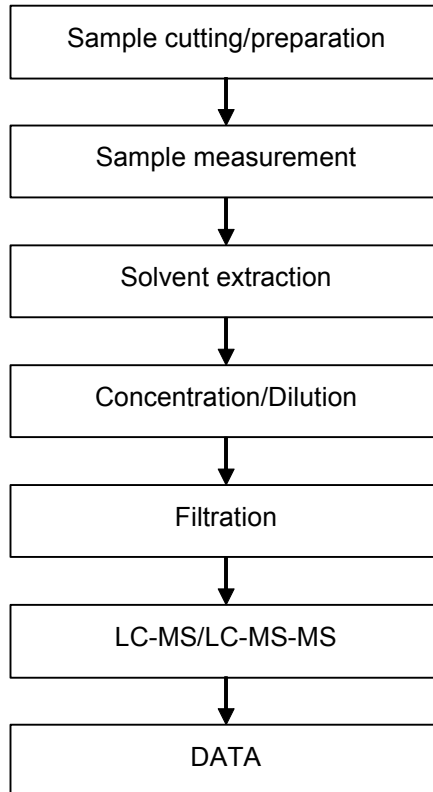 Sample cutting/preparation
Sample measurement
Solvent extraction
Concentration/Dilution
Filtration
LC-MS/LC-MS-MS
DATA